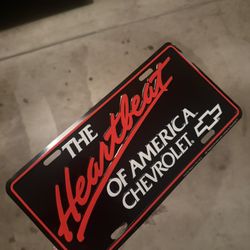 THE
Heartbeat
OF AMERICA
CHEVROLET.